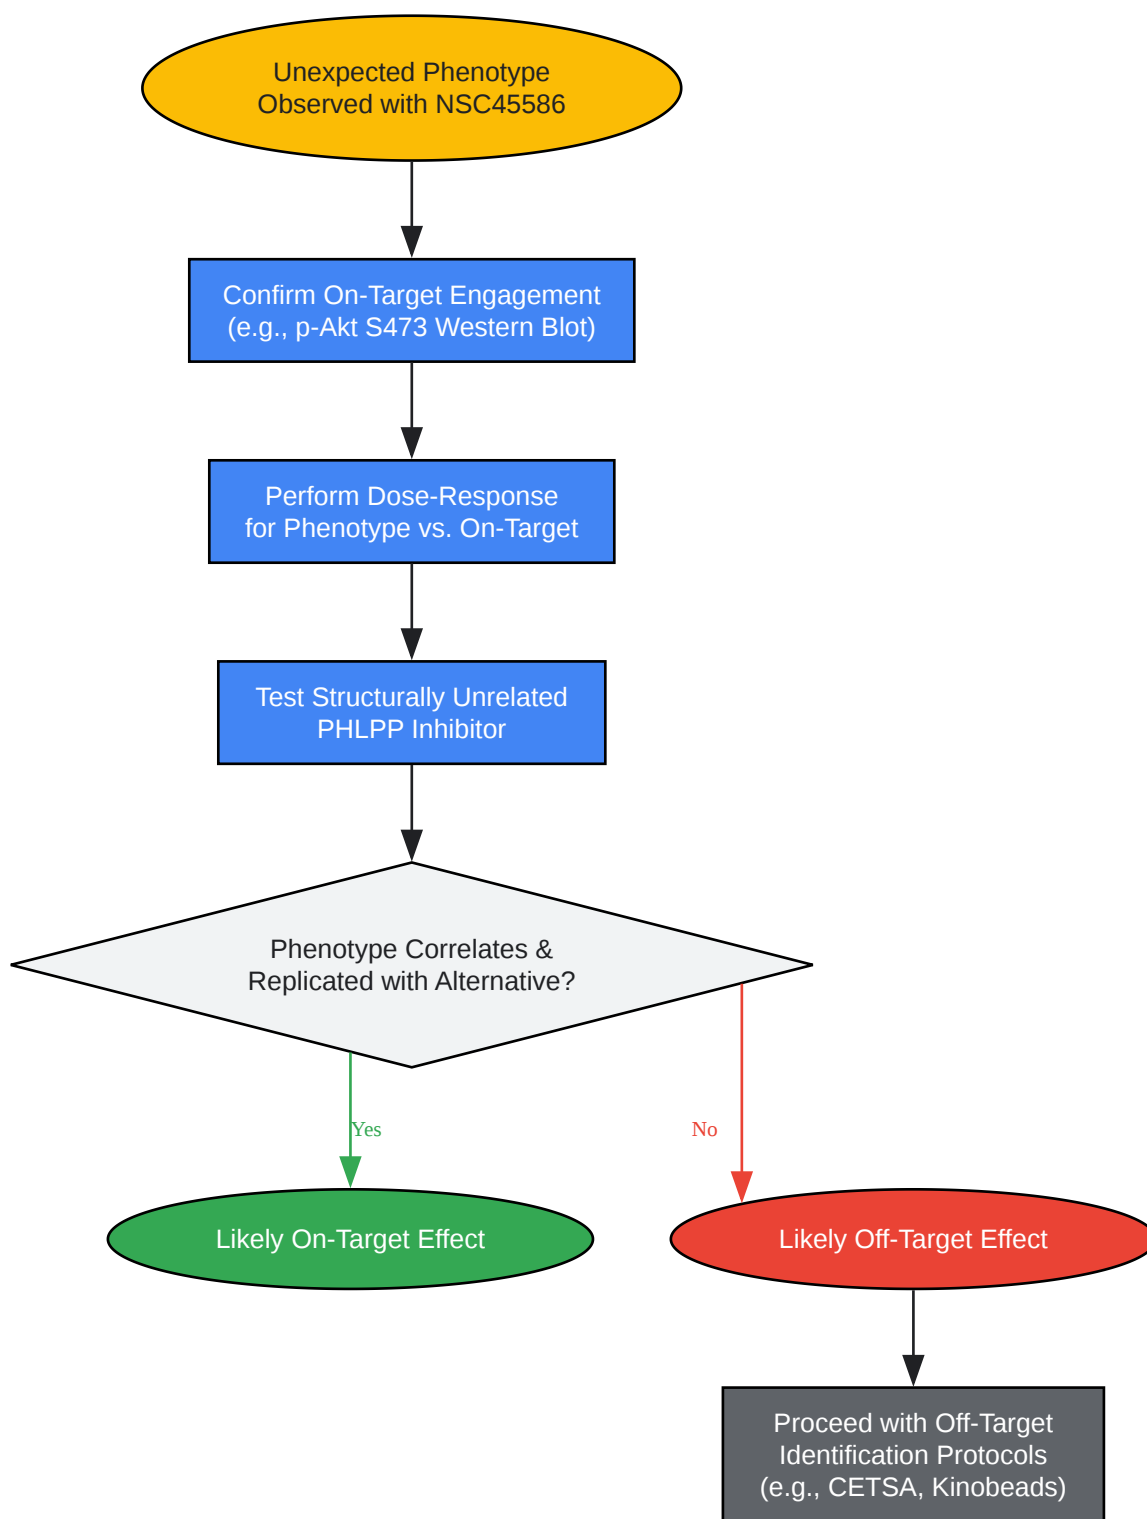 Unexpected Phenotype
Observed with NSC45586
Confirm On-Target Engagement
(e.g., p-Akt S473 Western Blot)
Perform Dose-Response
for Phenotype vs. On-Target
Test Structurally Unrelated
PHLPP Inhibitor
Phenotype Correlates &
Replicated with Alternative?
Yes
No
Likely On-Target Effect
Likely Off-Target Effect
Proceed with Off-Target
Identification Protocols
(e.g., CETSA, Kinobeads)